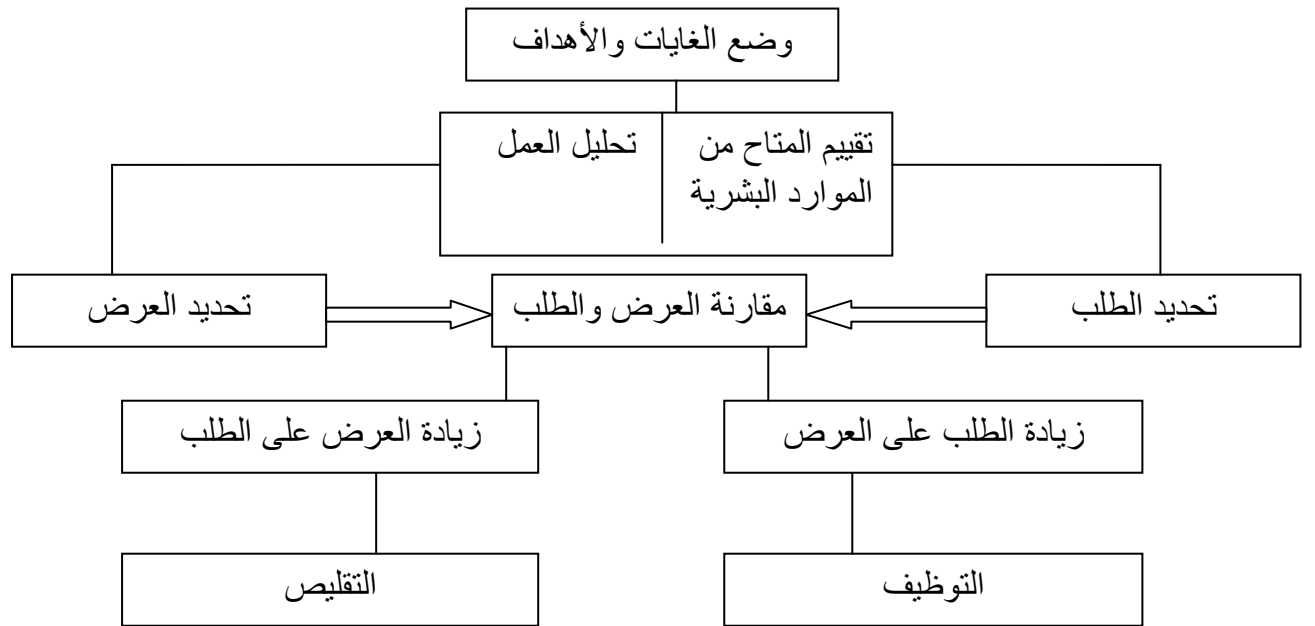 وضع الغايات والأهداف
تقييم المتاح من
الموارد البشرية
تحليل العمل
تحديد الطلب
مقارنة العرض والطلب
تحديد العرض
زيادة الطلب على العرض
زيادة العرض على الطلب
التوظيف
التقليص